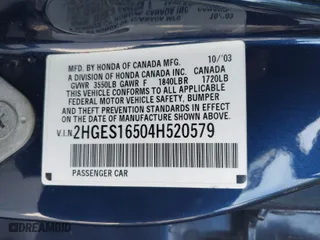 MFD. BY HONDA OF CANADA MFG. 10/'03
A DIVISION OF HONDA CANADA INC. CANADA
GVWR 3550LB GAWR F 1840LBR 1720LB
THIS VEHICLE CONFORMS TO ALL APPLICABLE
FEDERAL MOTOR VEHICLE SAFETY, BUMPER AND
THEFT PREVENTION STANDARDS IN EFFECT ON
THE DATE OF MANUFACTURE SHOWN ABOVE.
V.I.N. 2HGES16504H520579
PASSENGER CAR
DREAMBID